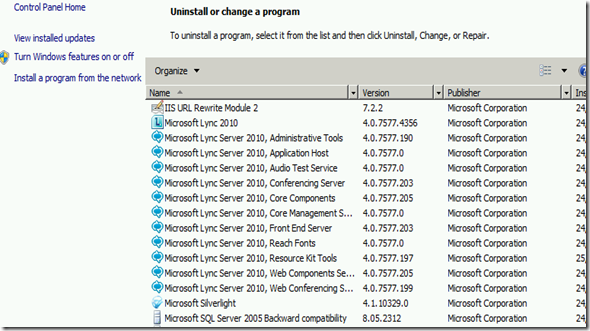 Control Panel Home
View installed updates
Turn Windows features on or off
Install a program from the network
Uninstall or change a program
To uninstall a program, select it from the list and then click Uninstall, Change, or Repair.
Organize
Name Version Publisher Ins
IIS URL Rewrite Module 2 7.2.2 Microsoft Corporation 24,
Microsoft Lync 2010 4.0.7577.4356 Microsoft Corporation 24,
Microsoft Lync Server 2010, Administrative Tools 4.0.7577.190 Microsoft Corporation 24,
Microsoft Lync Server 2010, Application Host 4.0.7577.0 Microsoft Corporation 24,
Microsoft Lync Server 2010, Audio Test Service 4.0.7577.0 Microsoft Corporation 24,
Microsoft Lync Server 2010, Conferencing Server 4.0.7577.203 Microsoft Corporation 24,
Microsoft Lync Server 2010, Core Components 4.0.7577.205 Microsoft Corporation 24,
Microsoft Lync Server 2010, Core Management S... 4.0.7577.0 Microsoft Corporation 24,
Microsoft Lync Server 2010, Front End Server 4.0.7577.203 Microsoft Corporation 24,
Microsoft Lync Server 2010, Reach Fonts 4.0.7577.0 Microsoft Corporation 24,
Microsoft Lync Server 2010, Resource Kit Tools 4.0.7577.197 Microsoft Corporation 25,
Microsoft Lync Server 2010, Web Components Se... 4.0.7577.205 Microsoft Corporation 24,
Microsoft Lync Server 2010, Web Conferencing S... 4.0.7577.199 Microsoft Corporation 24,
Microsoft Silverlight 4.1.10329.0 Microsoft Corporation 24,
Microsoft SQL Server 2005 Backward compatibility 8.05.2312 Microsoft Corporation 24,